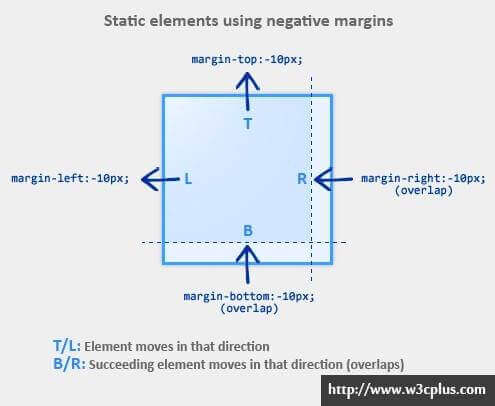 Static elements using negative margins
margin-top:-10px;
T
margin-left:-10px;
L
R
margin-right:-10px;
(overlap)
B
margin-bottom:-10px;
(overlap)
T/L: Element moves in that direction
B/R: Succeeding element moves in that direction (overlaps)
http://www.w3cplus.com